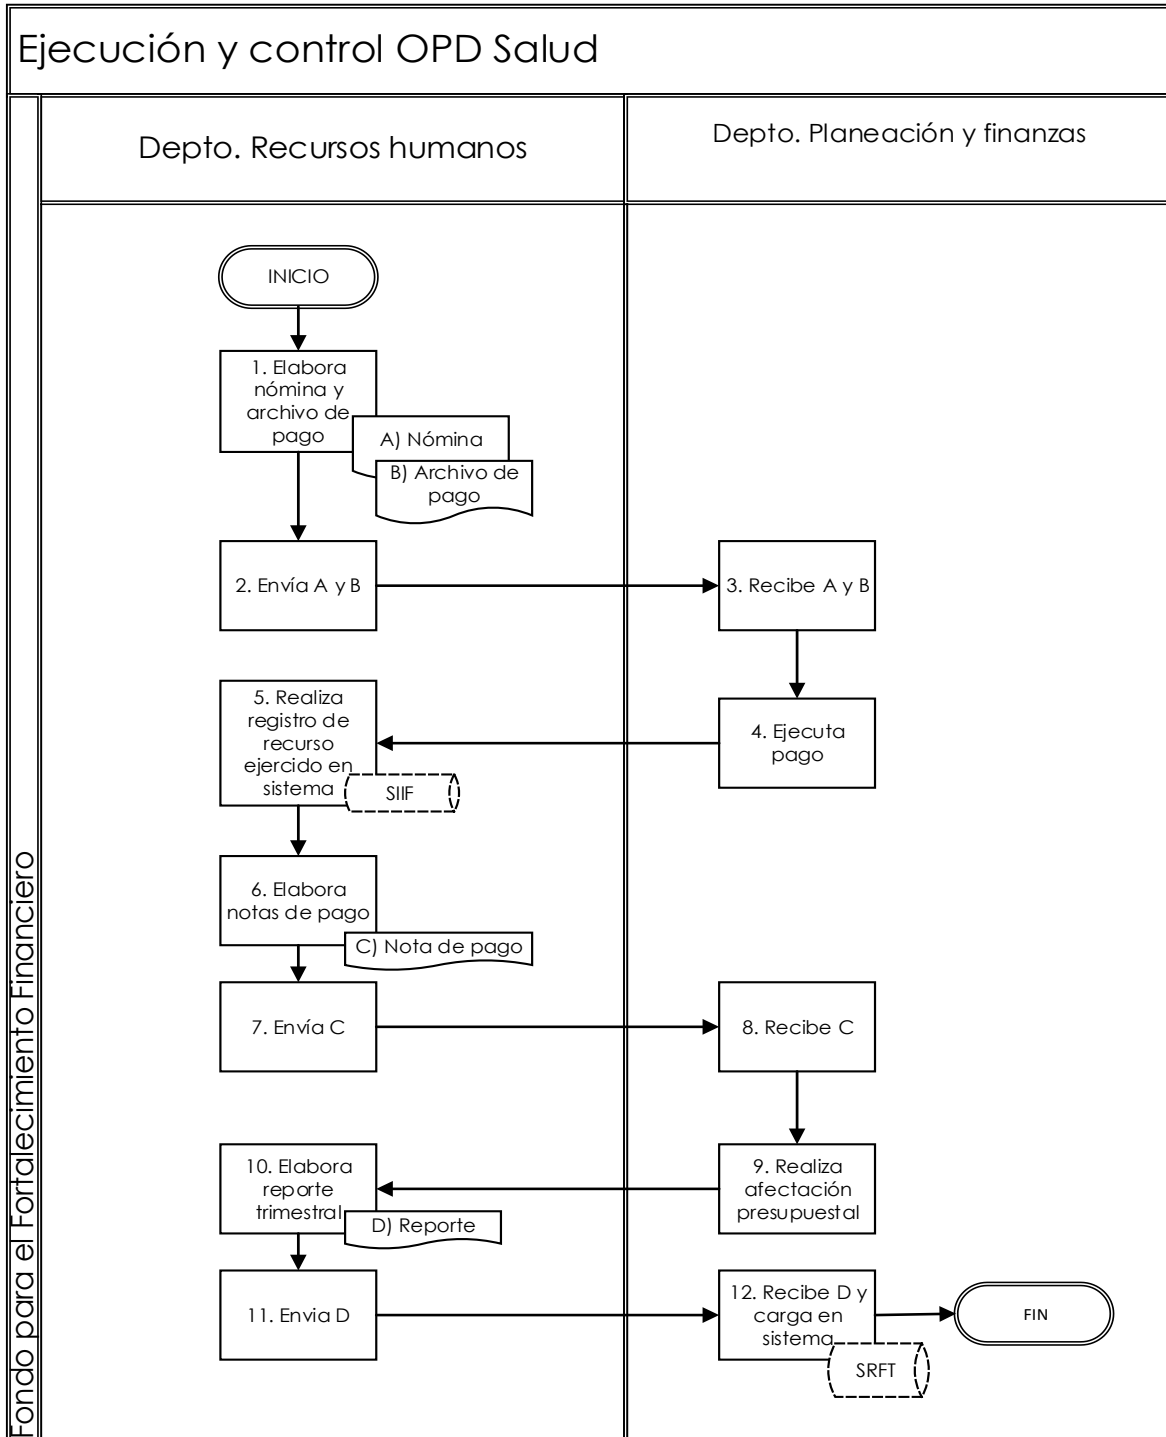 Ejecución y control OPD Salud
Depto. Recursos humanos
Depto. Planeación y finanzas
Fondo para el Fortalecimiento Financiero
INICIO
1. Elabora
nómina y
archivo de
pago
A) Nómina
B) Archivo de
pago
2. Envía A y B
3. Recibe A y B
4. Ejecuta
pago
5. Realiza
registro de
recurso
ejercido en
sistema
SIIF
6. Elabora
notas de pago
C) Nota de pago
7. Envía C
8. Recibe C
9. Realiza
afectación
presupuestal
10. Elabora
reporte
trimestral
D) Reporte
11. Envia D
12. Recibe D y
carga en
sistema
SRFT
FIN